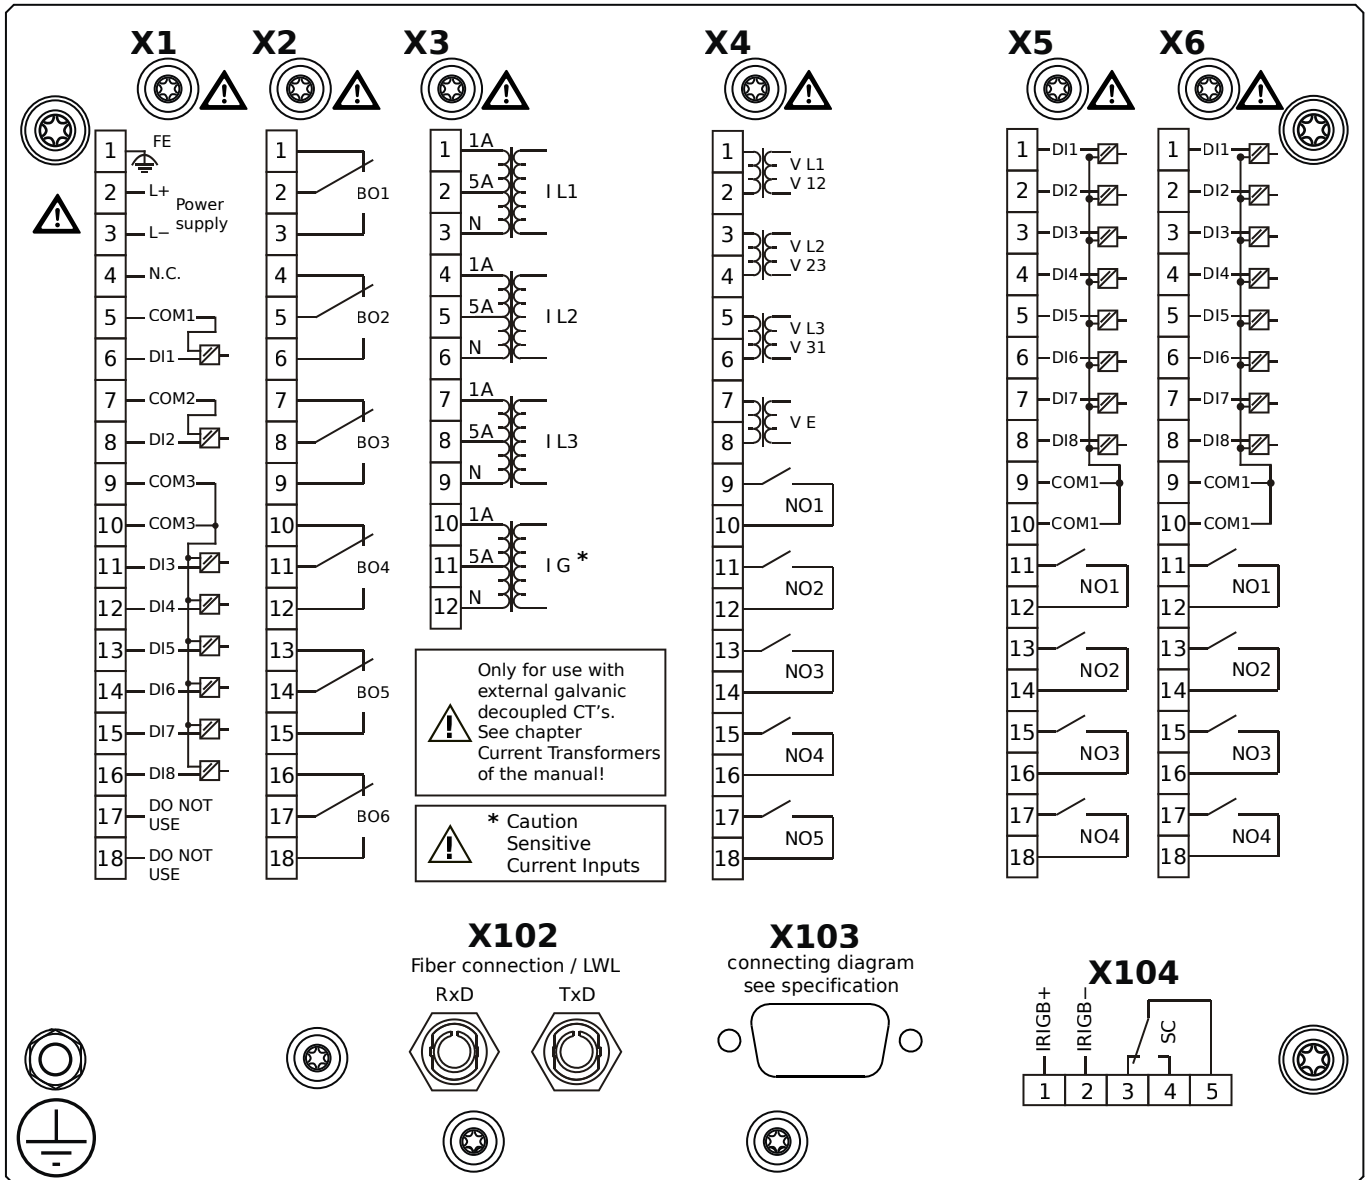 X1 X2 X3 X4 X5 X6
1 FE
2 L+
Power
supply
3 L−
4 N.C.
5 COM1
6 DI1
7 COM2
8 DI2
9 COM3
10 COM3
11 DI3
12 DI4
13 DI5
14 DI6
15 DI7
16 DI8
17 DO NOT
USE
18 DO NOT
USE
1
2 BO1
3
4
5 BO2
6
7
8 BO3
9
10
11 BO4
12
13
14 BO5
15
16
17 BO6
18
1 1A
2 5A I L1
3 N
4 1A
5 5A I L2
6 N
7 1A
8 5A I L3
9 N
10 1A
11 5A I G *
12 N
Only for use with
external galvanic
decoupled CT's.
See chapter
Current Transformers
of the manual!
* Caution
Sensitive
Current Inputs
1 V L1
2 V 12
3 V L2
4 V 23
5 V L3
6 V 31
7 V E
8
9
NO1
10
11
NO2
12
13
NO3
14
15
NO4
16
17
NO5
18
1 DI1
2 DI2
3 DI3
4 DI4
5 DI5
6 DI6
7 DI7
8 DI8
9 COM1
10 COM1
11
NO1
12
13
NO2
14
15
NO3
16
17
NO4
18
1 DI1
2 DI2
3 DI3
4 DI4
5 DI5
6 DI6
7 DI7
8 DI8
9 COM1
10 COM1
11
NO1
12
13
NO2
14
15
NO3
16
17
NO4
18
X102
Fiber connection / LWL
RxD TxD
X103
connecting diagram
see specification
X104
IRIGB+ IRIGB− SC
1 2 3 4 5